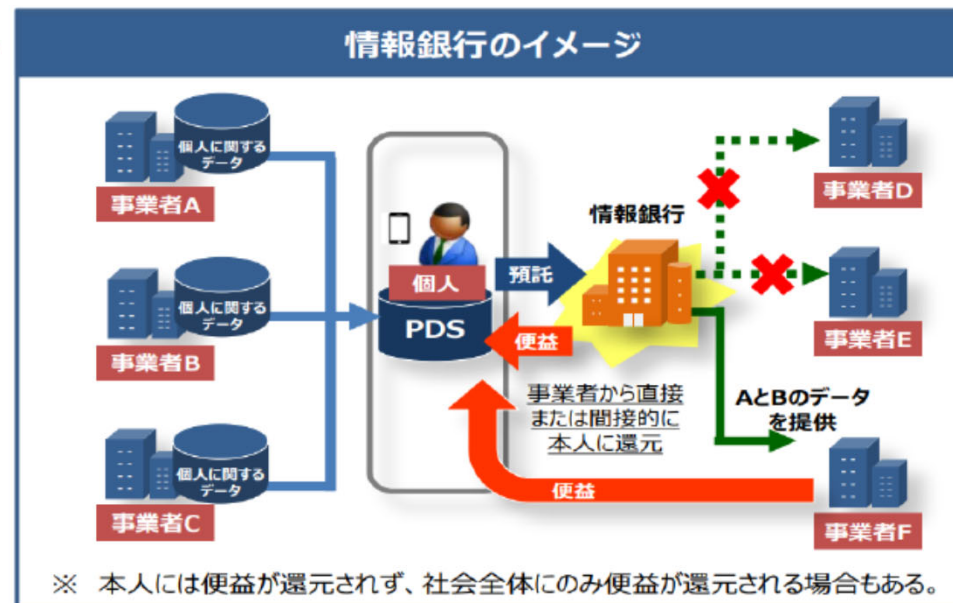 情報銀行のイメージ
個人に関する
データ
事業者A
個人に関する
データ
事業者B
個人に関する
データ
事業者C
個人
PDS
預託
便益
情報銀行
事業者から直接
または間接的に
本人に還元
便益
AとBのデータ
を提供
事業者D
事業者E
事業者F
※ 本人には便益が還元されず、社会全体にのみ便益が還元される場合もある。